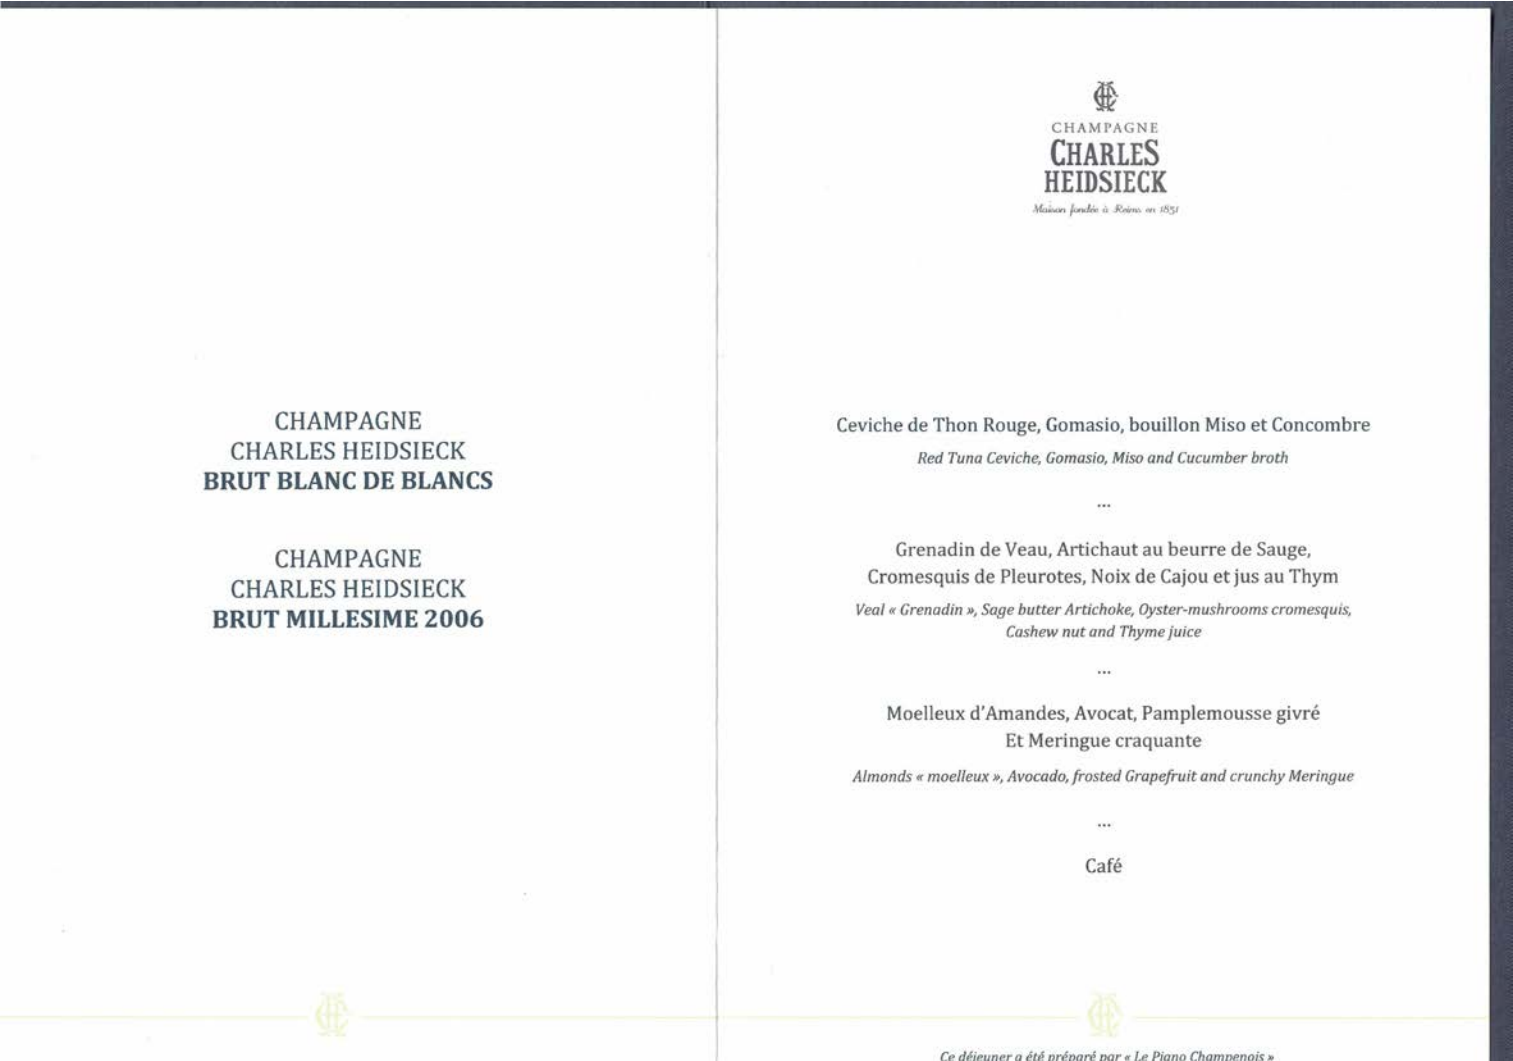 CHAMPAGNE
CHARLES HEIDSIECK
BRUT BLANC DE BLANCS
CHAMPAGNE
CHARLES HEIDSIECK
BRUT MILLESIME 2006
CHAMPAGNE
CHARLES
HEIDSIECK
Maison fondée à Reims en 1851
Ceviche de Thon Rouge, Gomasio, bouillon Miso et Concombre
Red Tuna Ceviche, Gomasio, Miso and Cucumber broth
...
Grenadin de Veau, Artichaut au beurre de Sauge,
Cromesquis de Pleurotes, Noix de Cajou et jus au Thym
Veal « Grenadin », Sage butter Artichoke, Oyster-mushrooms cromesquis,
Cashew nut and Thyme juice
...
Moelleux d'Amandes, Avocat, Pamplemousse givré
Et Meringue craquante
Almonds « moelleux », Avocado, frosted Grapefruit and crunchy Meringue
...
Café
Ce déjeuner a été préparé par « Le Piano Champenois »